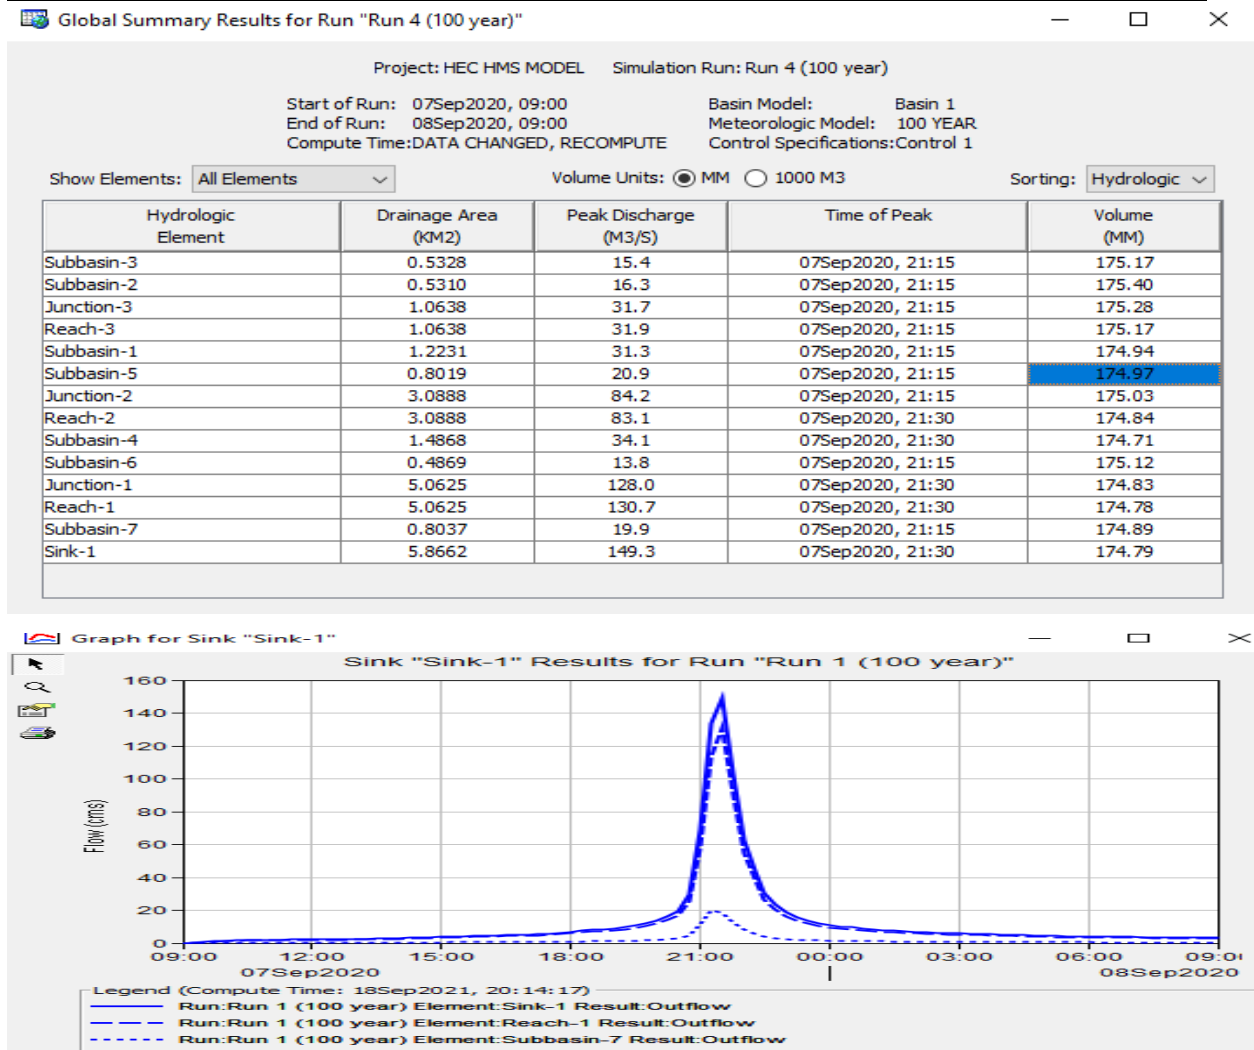 Global Summary Results for Run "Run 4 (100 year)"
Project: HEC HMS MODEL Simulation Run: Run 4 (100 year)
Start of Run: 07Sep2020, 09:00 Basin Model: Basin 1
End of Run: 08Sep2020, 09:00 Meteorologic Model: 100 YEAR
Compute Time:DATA CHANGED, RECOMPUTE Control Specifications:Control 1
Show Elements: All Elements Volume Units: MM 1000 M3 Sorting: Hydrologic
Hydrologic Drainage Area Peak Discharge Time of Peak Volume
Element (KM2) (M3/S) (MM)
Subbasin-3 0.5328 15.4 07Sep2020, 21:15 175.17
Subbasin-2 0.5310 16.3 07Sep2020, 21:15 175.40
Junction-3 1.0638 31.7 07Sep2020, 21:15 175.28
Reach-3 1.0638 31.9 07Sep2020, 21:15 175.17
Subbasin-1 1.2231 31.3 07Sep2020, 21:15 174.94
Subbasin-5 0.8019 20.9 07Sep2020, 21:15 174.97
Junction-2 3.0888 84.2 07Sep2020, 21:15 175.03
Reach-2 3.0888 83.1 07Sep2020, 21:30 174.84
Subbasin-4 1.4868 34.1 07Sep2020, 21:30 174.71
Subbasin-6 0.4869 13.8 07Sep2020, 21:15 175.12
Junction-1 5.0625 128.0 07Sep2020, 21:30 174.83
Reach-1 5.0625 130.7 07Sep2020, 21:30 174.78
Subbasin-7 0.8037 19.9 07Sep2020, 21:15 174.89
Sink-1 5.8662 149.3 07Sep2020, 21:30 174.79
Graph for Sink "Sink-1"
Sink "Sink-1" Results for Run "Run 1 (100 year)"
160
140
120
100
80
60
40
20
0
Flow (cms)
09:00 12:00 15:00 18:00 21:00 00:00 03:00 06:00 09:0
07Sep2020 08Sep2020
Legend (Compute Time: 18Sep2021, 20:14:17)
Run:Run 1 (100 year) Element:Sink-1 Result:Outflow
Run:Run 1 (100 year) Element:Reach-1 Result:Outflow
Run:Run 1 (100 year) Element:Subbasin-7 Result:Outflow